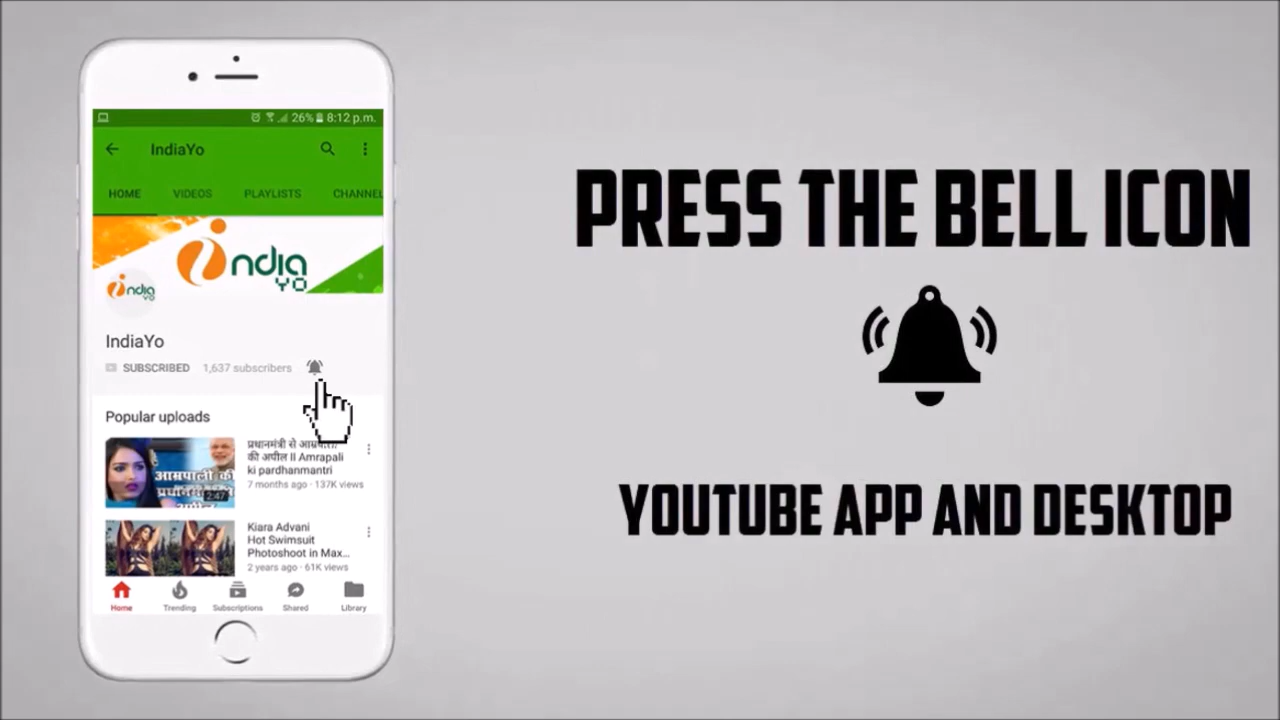 26% 8:12 p.m.
IndiaYo
HOME VIDEOS PLAYLISTS CHANNEL
india
YO
india
YO
IndiaYo
SUBSCRIBED 1,637 subscribers
Popular uploads
प्रधानमंत्री से
की अपील II Amrapali
ki pardhanmantri
7 months ago · 137K views
आम्रपाली की
2:47
Kiara Advani
Hot Swimsuit
Photoshoot in Max...
2 years ago · 61K views
Home Trending Subscriptions Shared Library
PRESS THE BELL ICON
YOUTUBE APP AND DESKTOP